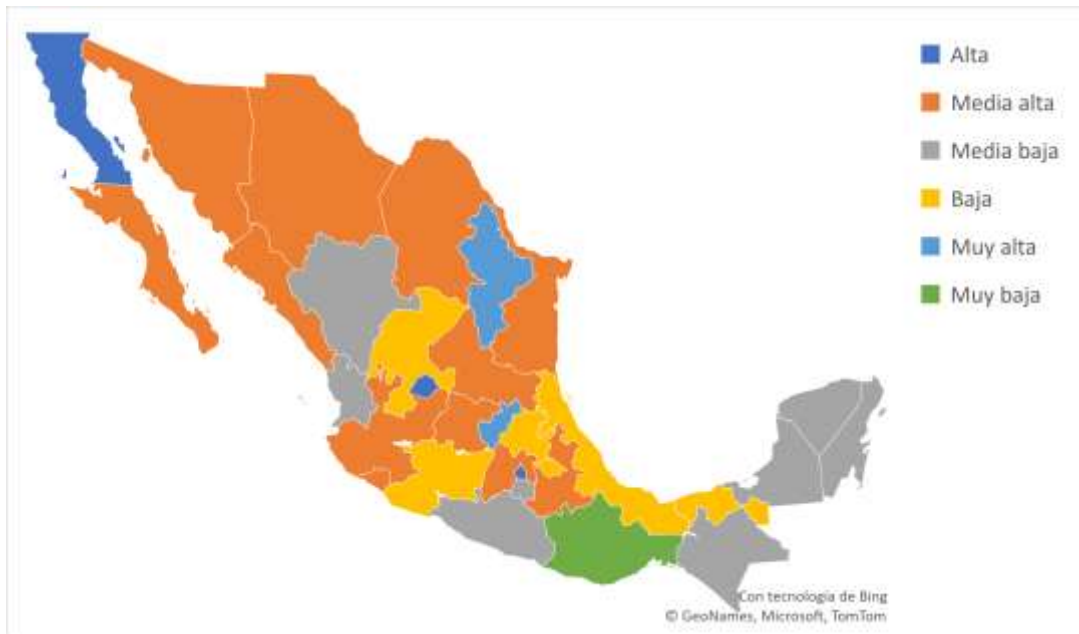 Alta
Media alta
Media baja
Baja
Muy alta
Muy baja
Con tecnología de Bing
© GeoNames, Microsoft, TomTom